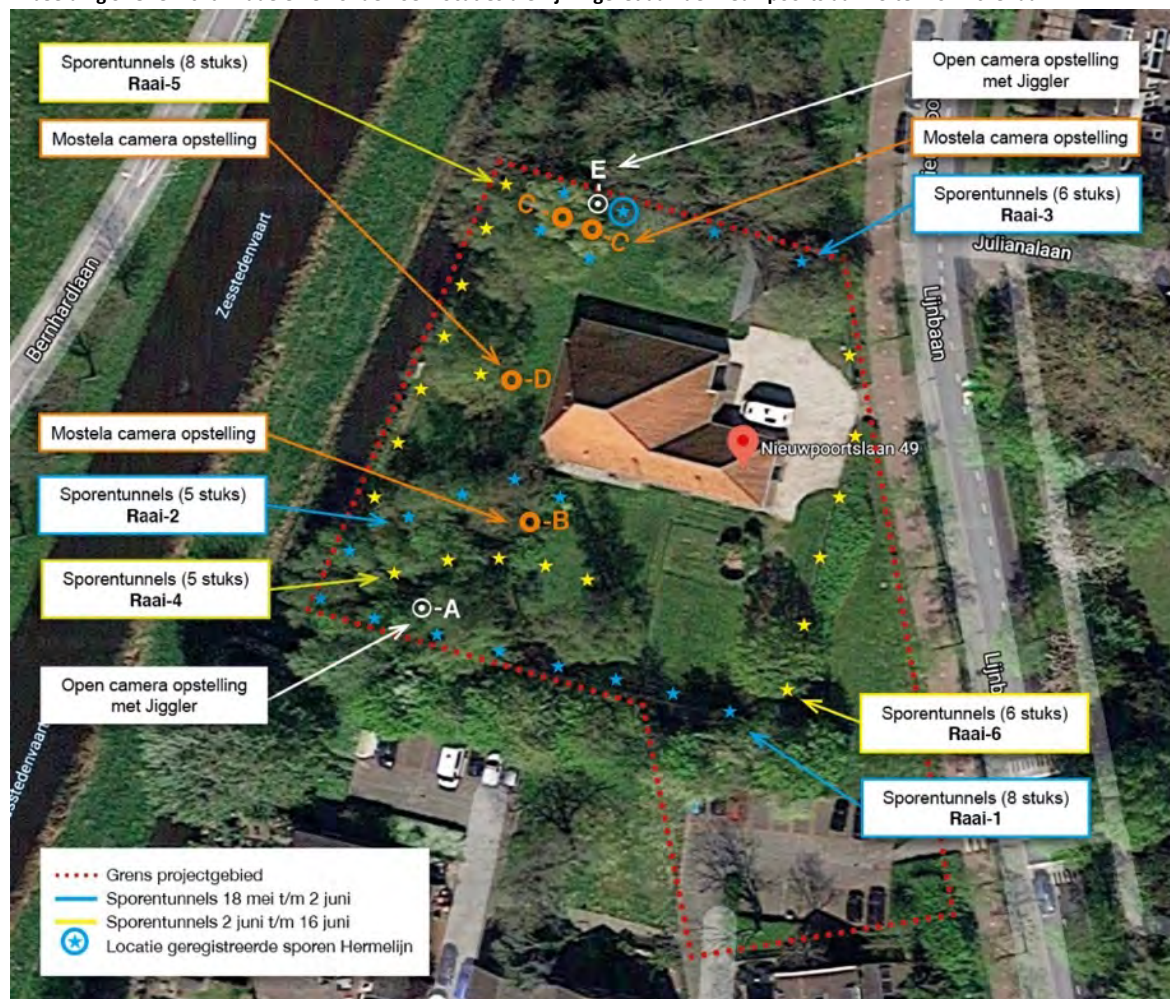 Sporentunnels (8 stuks)
Raai-5
Open camera opstelling
met Jiggler
Mostela camera opstelling
Mostela camera opstelling
Sporentunnels (6 stuks)
Raai-3
E
C
C
Julianalaan
Zesstedenvaart
Bernhardlaan
Lijnbaan
D
Mostela camera opstelling
Nieuwpoortslaan 49
Sporentunnels (5 stuks)
Raai-2
B
Sporentunnels (5 stuks)
Raai-4
A
Open camera opstelling
met Jiggler
Sporentunnels (6 stuks)
Raai-6
Sporentunnels (8 stuks)
Raai-1
Grens projectgebied
Sporentunnels 18 mei t/m 2 juni
Sporentunnels 2 juni t/m 16 juni
Locatie geregistreerde sporen Hermelijn